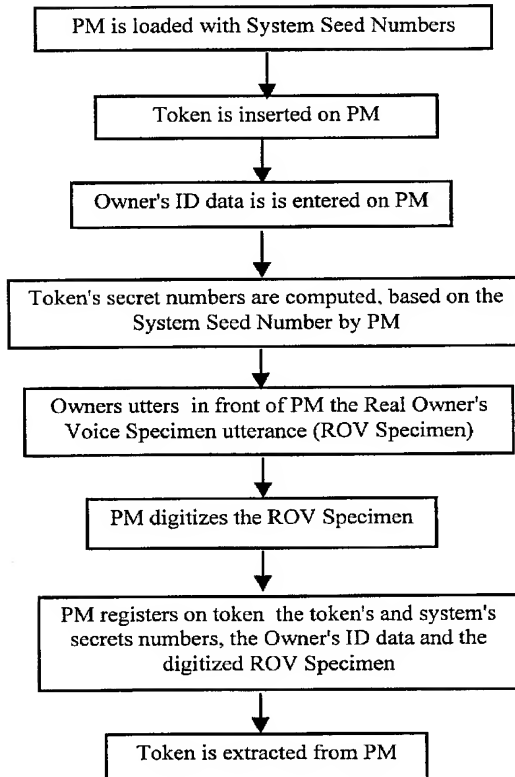 PM is loaded with System Seed Numbers
Token is inserted on PM
Owner's ID data is is entered on PM
Token's secret numbers are computed, based on the
System Seed Number by PM
Owners utters in front of PM the Real Owner's
Voice Specimen utterance (ROV Specimen)
PM digitizes the ROV Specimen
PM registers on token the token's and system's
secrets numbers, the Owner's ID data and the
digitized ROV Specimen
Token is extracted from PM